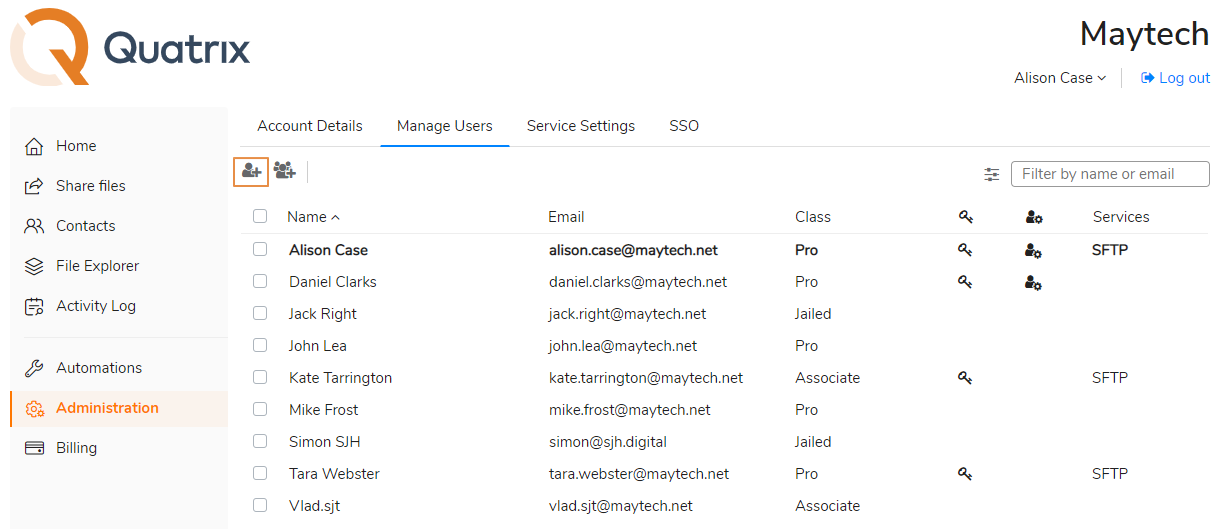 Quatrix
Maytech
Alison Case
Log out
Home
Share files
Contacts
File Explorer
Activity Log
Automations
Administration
Billing
Account Details Manage Users Service Settings SSO
Filter by name or email
Name Email Class Services
Alison Case alison.case@maytech.net Pro SFTP
Daniel Clarks daniel.clarks@maytech.net Pro
Jack Right jack.right@maytech.net Jailed
John Lea john.lea@maytech.net Pro
Kate Tarrington kate.tarrington@maytech.net Associate SFTP
Mike Frost mike.frost@maytech.net Pro
Simon SJH simon@sjh.digital Jailed
Tara Webster tara.webster@maytech.net Pro SFTP
Vlad.sjt vlad.sjt@maytech.net Associate